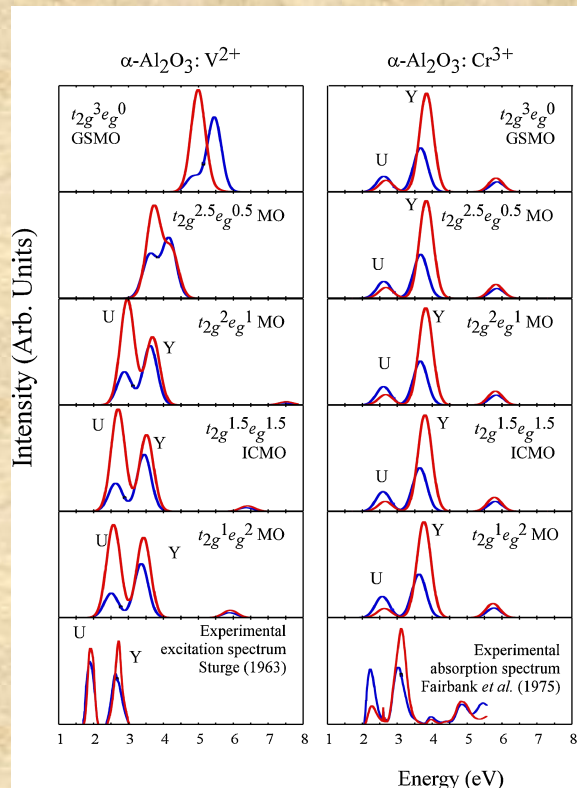 α-Al2O3: V2+
α-Al2O3: Cr3+
Intensity (Arb. Units)
t2g3eg0
GSMO
t2g2.5eg0.5 MO
U
Y
t2g2eg1 MO
U
Y
t2g1.5eg1.5
ICMO
U
Y
t2g1eg2 MO
U
Y
Experimental
excitation spectrum
Sturge (1963)
1 2 3 4 5 6 7 8
U
Y
t2g3eg0
GSMO
U
Y
t2g2.5eg0.5 MO
U
Y
t2g2eg1 MO
U
Y
t2g1.5eg1.5
ICMO
U
Y
t2g1eg2 MO
Experimental
absorption spectrum
Fairbank et al. (1975)
1 2 3 4 5 6 7 8
Energy (eV)